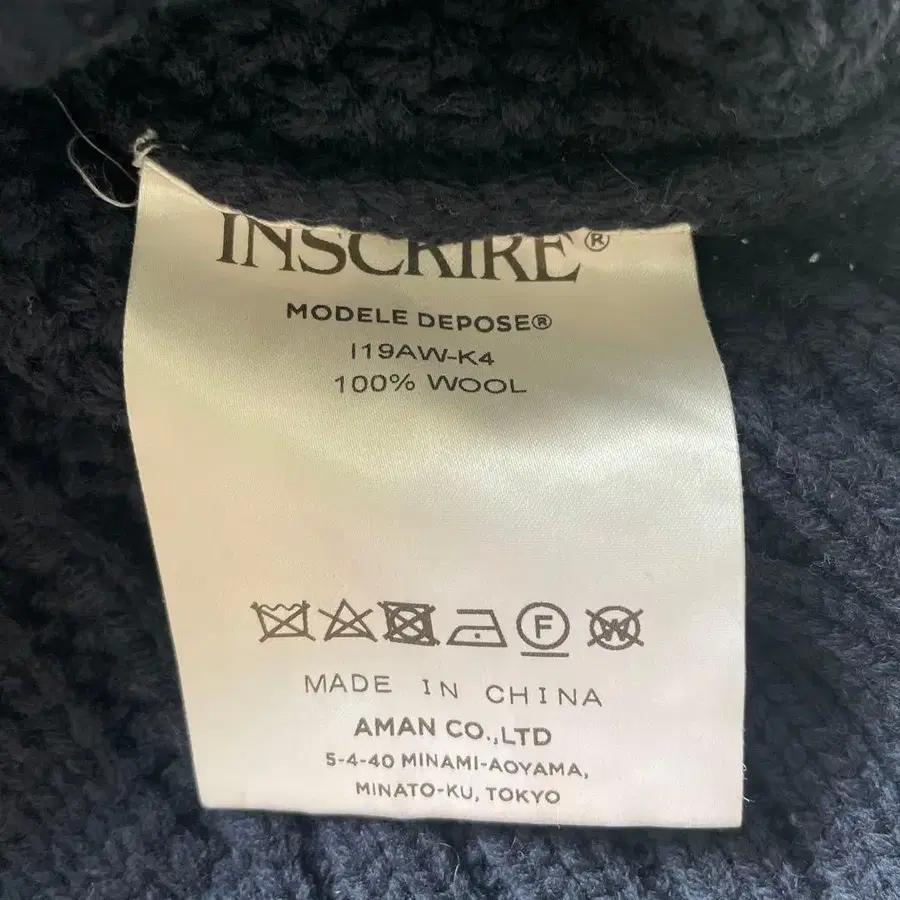 INSCRIRE®
MODELE DEPOSE®
I19AW-K4
100% WOOL
F W
MADE IN CHINA
AMAN CO.,LTD
5-4-40 MINAMI-AOYAMA,
MINATO-KU, TOKYO